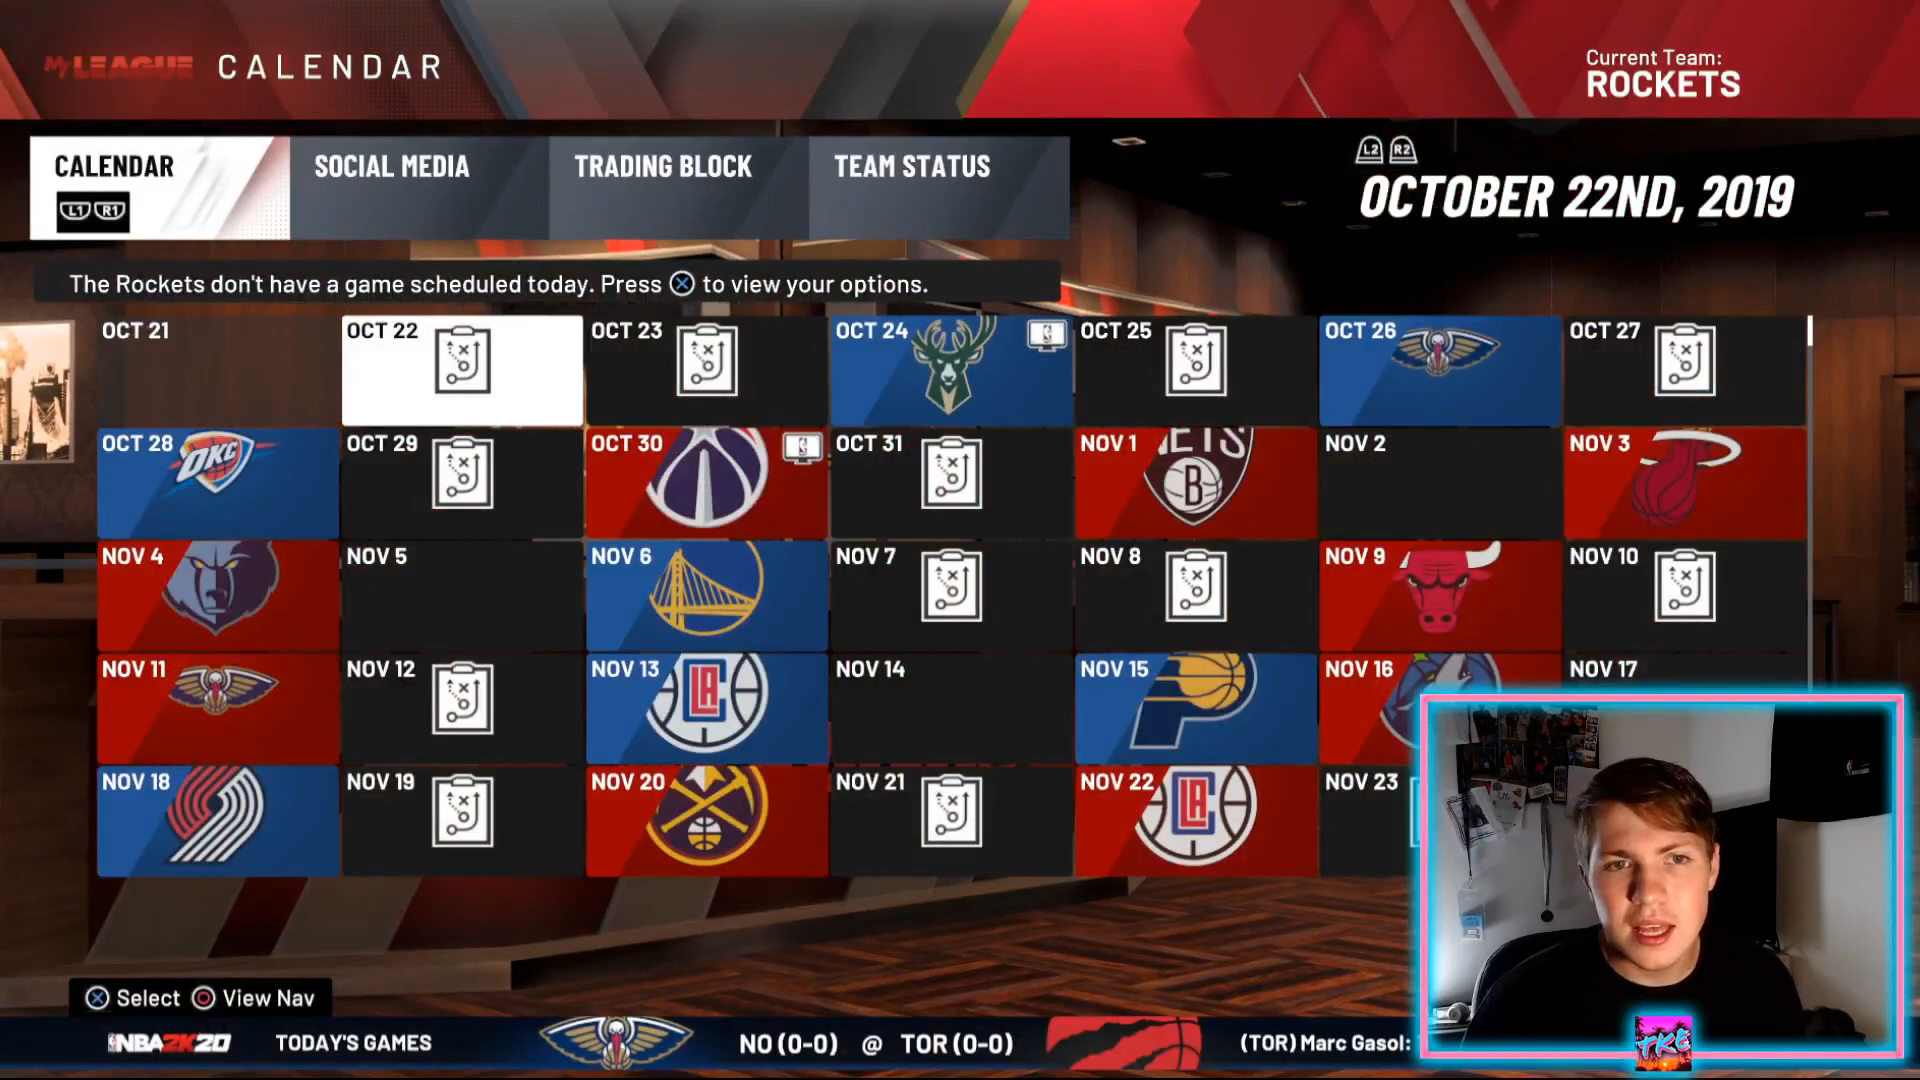 MyLEAGUE CALENDAR
Current Team:
ROCKETS
CALENDAR
L1 R1
SOCIAL MEDIA
TRADING BLOCK
TEAM STATUS
L2 R2
OCTOBER 22ND, 2019
The Rockets don't have a game scheduled today. Press to view your options.
OCT 21
OCT 22
OCT 23
OCT 24
OCT 25
OCT 26
OCT 27
OCT 28
OKC
OCT 29
OCT 30
OCT 31
NOV 1
NETS
B
NOV 2
NOV 3
NOV 4
NOV 5
NOV 6
NOV 7
NOV 8
NOV 9
NOV 10
NOV 11
NOV 12
NOV 13
LA
NOV 14
NOV 15
NOV 16
NOV 17
NOV 18
NOV 19
NOV 20
NOV 21
NOV 22
LA
NOV 23
Select View Nav
NBA2K20 TODAY'S GAMES NO (0-0) @ TOR (0-0) (TOR) Marc Gasol:
TKE